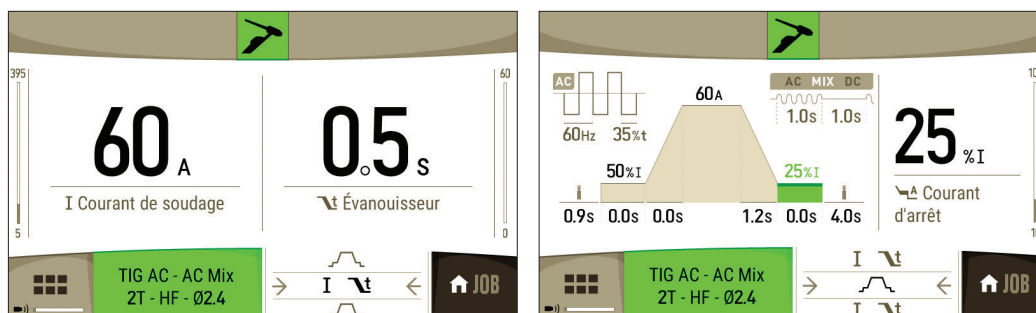 395
60
60 A
0.5 s
I Courant de soudage
t Évanouisseur
5
0
TIG AC - AC Mix
2T - HF - Ø2.4
I t
JOB
AC
60A
AC MIX DC
1.0s 1.0s
60Hz 35%t
50%I
25%I
0.9s 0.0s 0.0s 1.2s 0.0s 4.0s
25 %I
A Courant
d'arrêt
TIG AC - AC Mix
2T - HF - Ø2.4
I t
I t
JOB